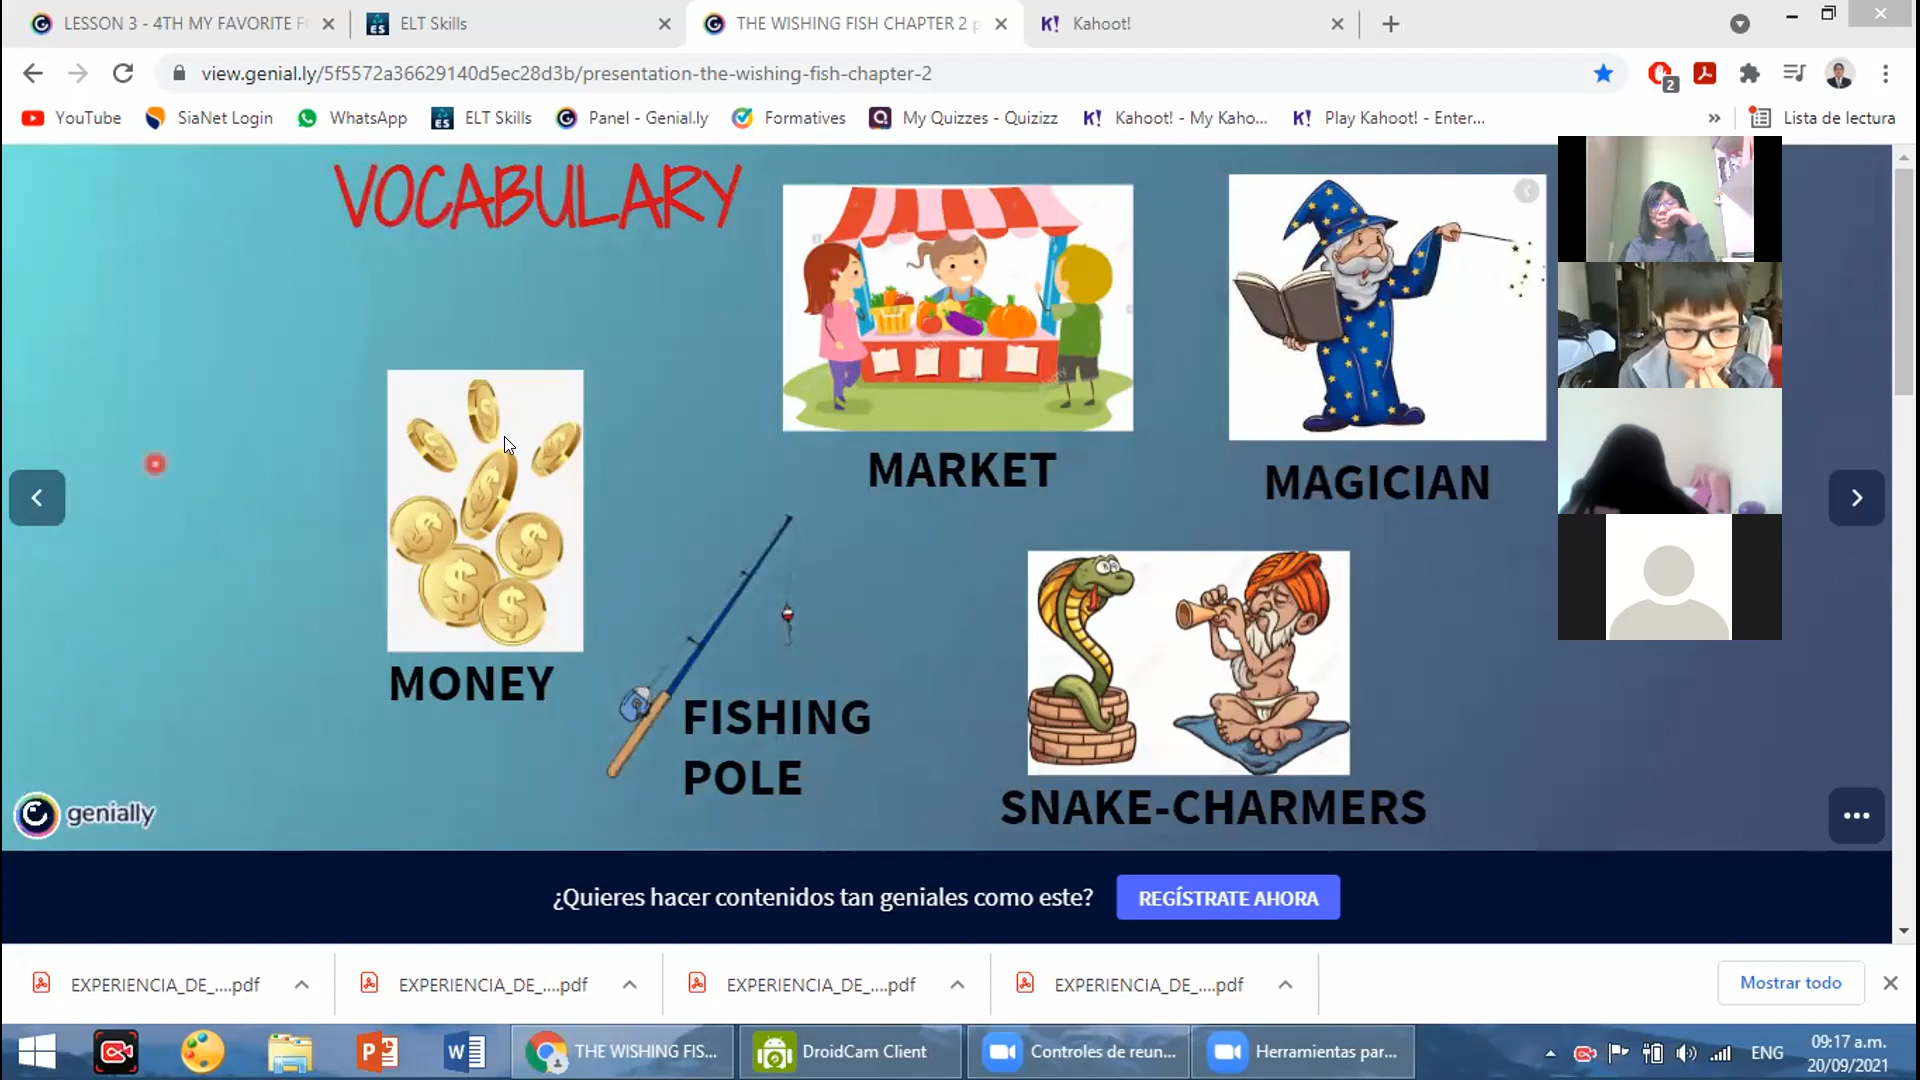 LESSON 3 - 4TH MY FAVORITE F
ELT Skills
THE WISHING FISH CHAPTER 2 p
Kahoot!
view.genial.ly/5f5572a36629140d5ec28d3b/presentation-the-wishing-fish-chapter-2
2
YouTube
SiaNet Login
WhatsApp
ELT Skills
Panel - Genial.ly
Formatives
My Quizzes - Quizizz
Kahoot! - My Kaho...
Play Kahoot! - Enter...
»
Lista de lectura
VOCABULARY
MARKET
MAGICIAN
MONEY
FISHING
POLE
SNAKE-CHARMERS
genially
¿Quieres hacer contenidos tan geniales como este?
REGÍSTRATE AHORA
EXPERIENCIA_DE_....pdf
EXPERIENCIA_DE_....pdf
EXPERIENCIA_DE_....pdf
EXPERIENCIA_DE_....pdf
Mostrar todo
THE WISHING FIS...
DroidCam Client
Controles de reun...
Herramientas par...
ENG
09:17 a.m.
20/09/2021